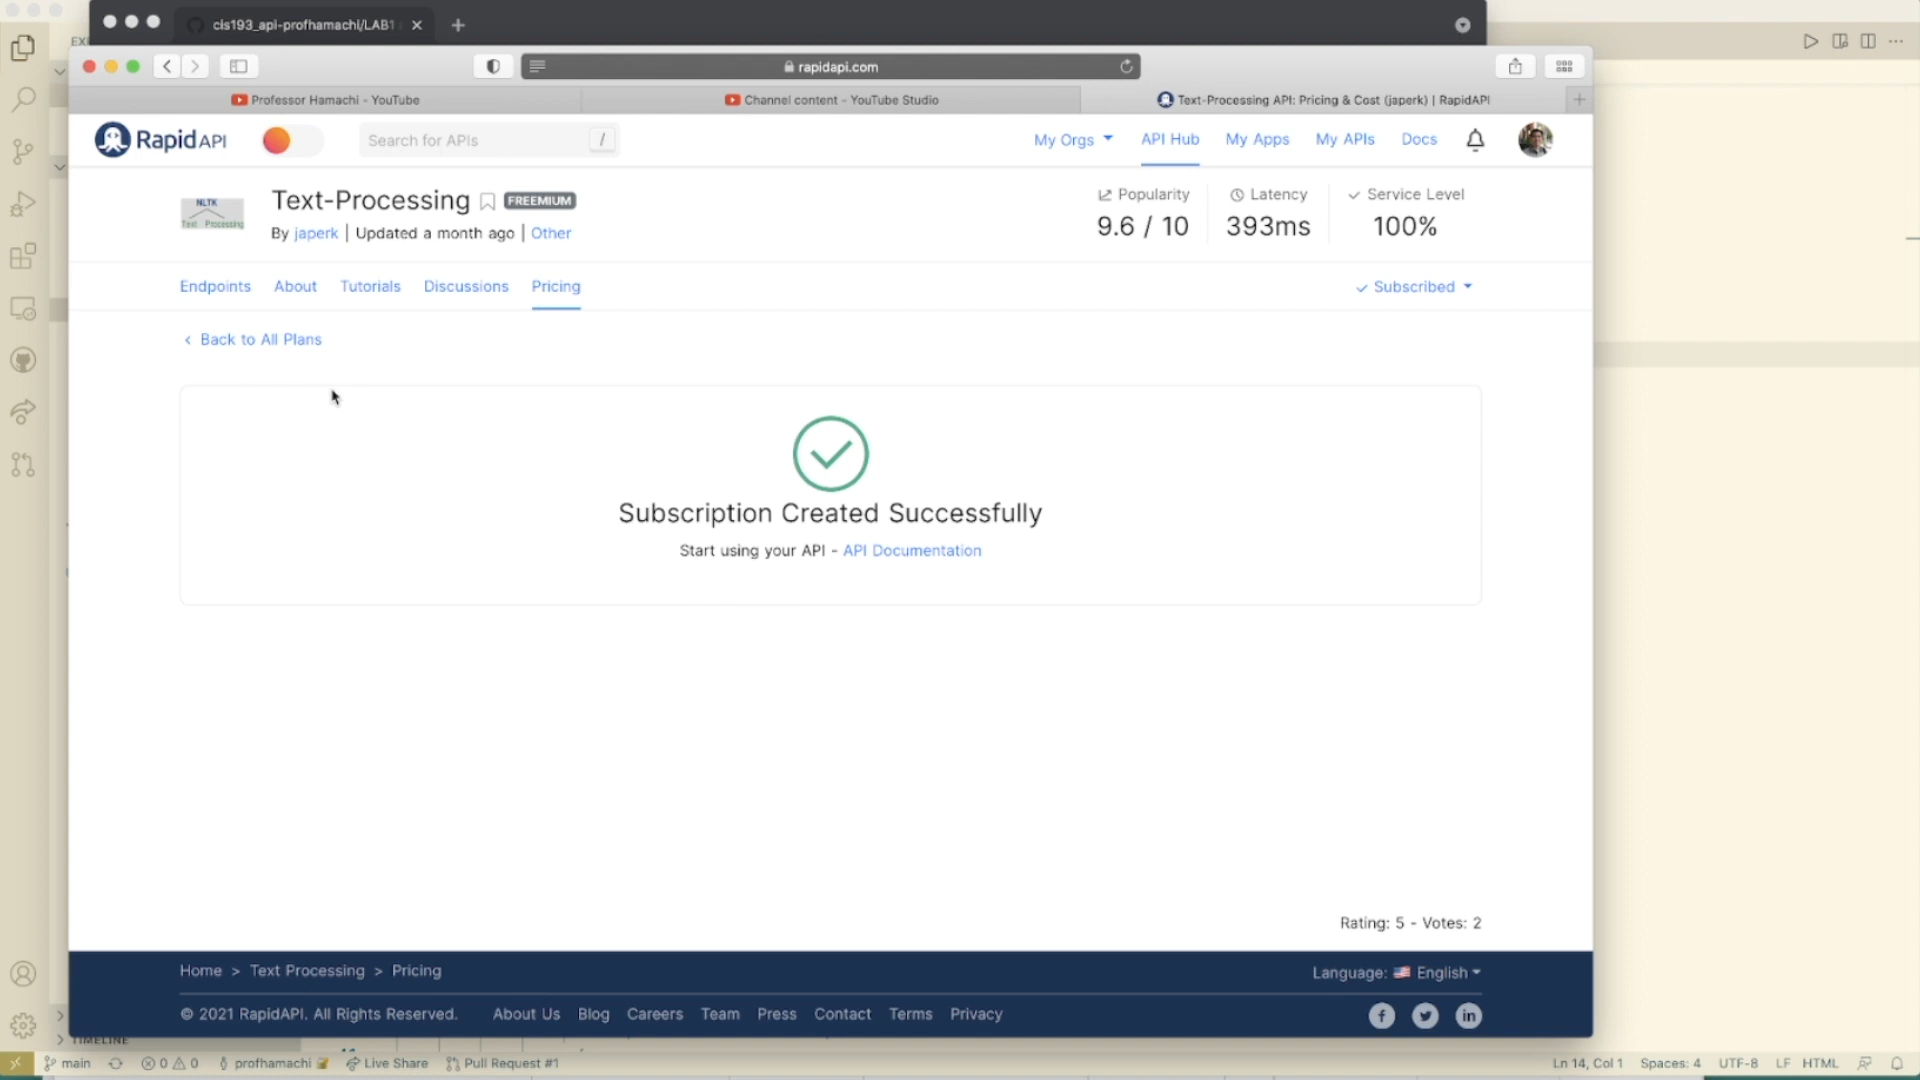 cis193_api-profhamachi/LAB1
rapidapi.com
Professor Hamachi - YouTube
Channel content - YouTube Studio
Text-Processing API: Pricing & Cost (japerk) | RapidAPI
RapidAPI
Search for APIs
/
My Orgs
API Hub
My Apps
My APIs
Docs
NLTK
Text Processing
Text-Processing
FREEMIUM
By japerk | Updated a month ago | Other
Popularity
9.6 / 10
Latency
393ms
Service Level
100%
Endpoints
About
Tutorials
Discussions
Pricing
Subscribed
< Back to All Plans
Subscription Created Successfully
Start using your API - API Documentation
Rating: 5 - Votes: 2
Home > Text Processing > Pricing
Language: English
© 2021 RapidAPI. All Rights Reserved.
About Us
Blog
Careers
Team
Press
Contact
Terms
Privacy
TIMELINE
main
0 0
profhamachi
Live Share
Pull Request #1
Ln 14, Col 1
Spaces: 4
UTF-8
LF
HTML